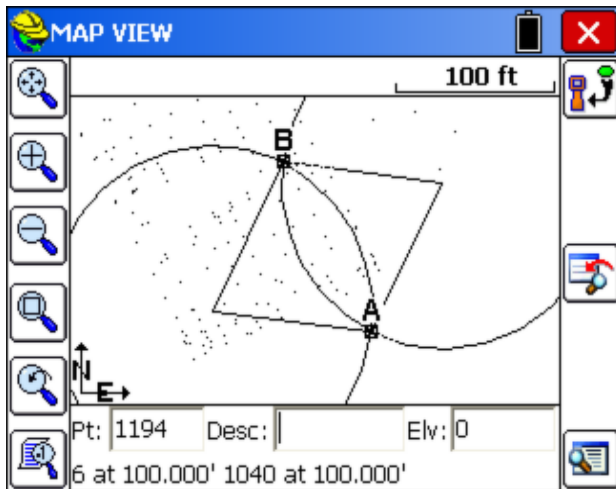 MAP VIEW
100 ft
B
A
N
E
Pt: 1194 Desc: Elv: 0
6 at 100.000' 1040 at 100.000'